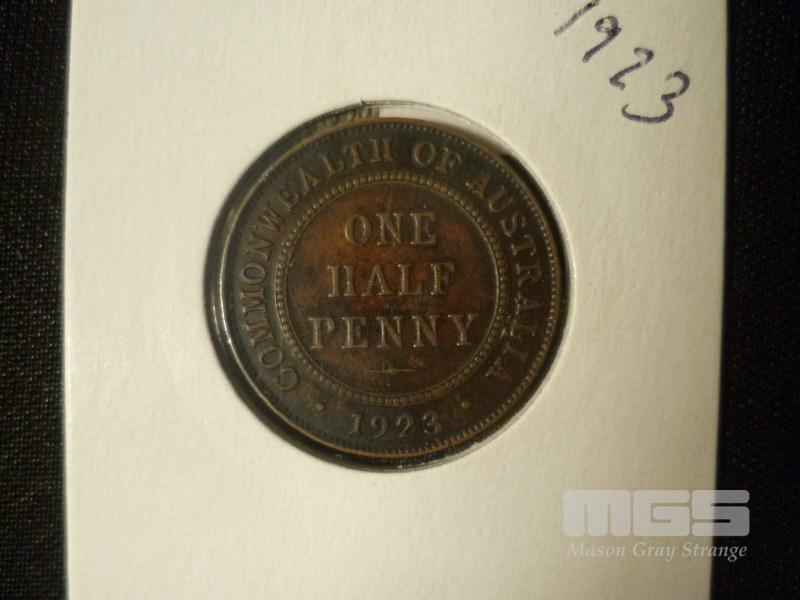 1923
COMMONWEALTH OF AUSTRALIA
ONE
HALF
PENNY
1923
MGS
Mason Gray Strange